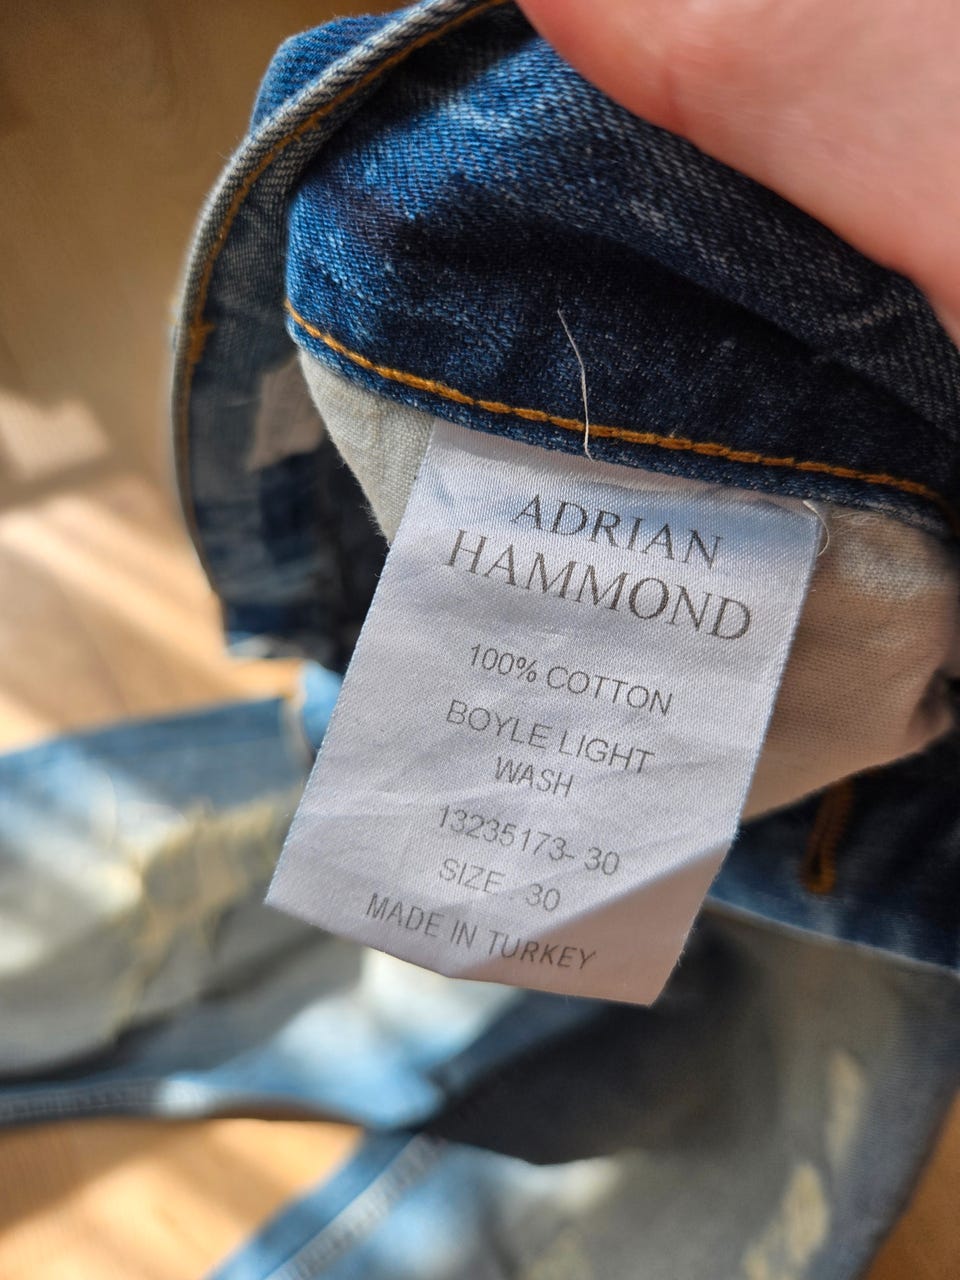 ADRIAN
HAMMOND
100% COTTON
BOYLE LIGHT
WASH
13235173- 30
SIZE : 30
MADE IN TURKEY